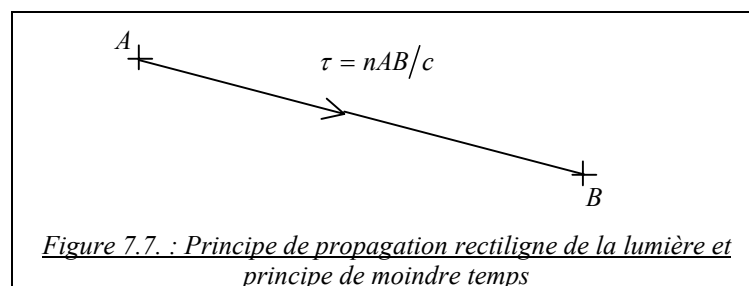 A
τ = nAB/c
B
Figure 7.7. : Principe de propagation rectiligne de la lumière et
principe de moindre temps